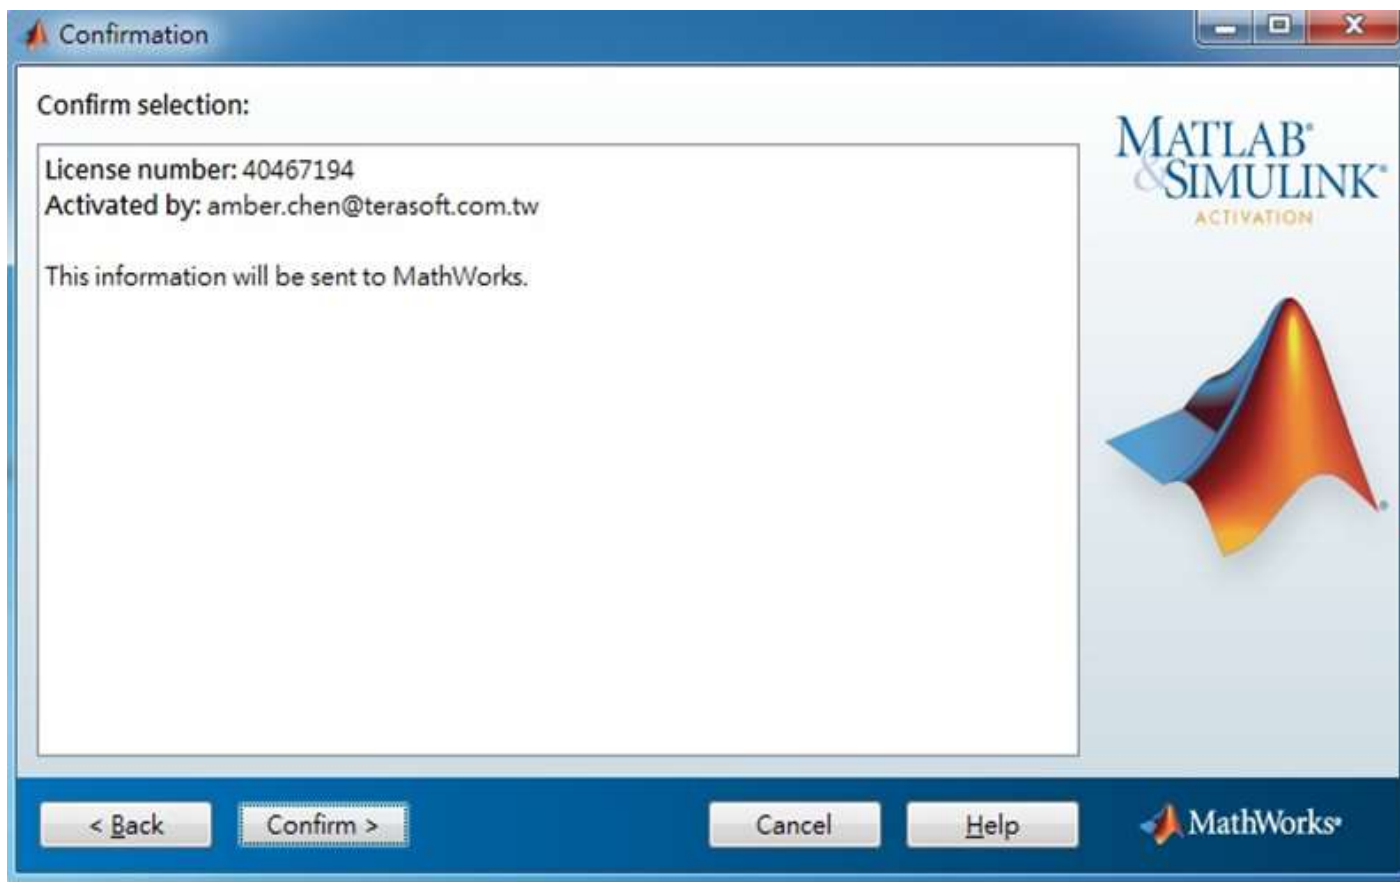 Confirmation
Confirm selection:
License number: 40467194
Activated by: amber.chen@terasoft.com.tw
This information will be sent to MathWorks.
MATLAB®
&SIMULINK®
ACTIVATION
< Back
Confirm >
Cancel
Help
MathWorks®